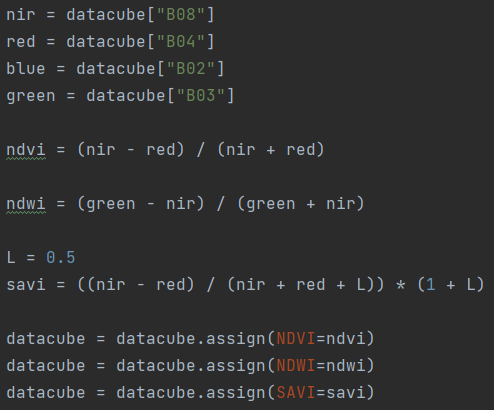 nir = datacube["B08"]
red = datacube["B04"]
blue = datacube["B02"]
green = datacube["B03"]
ndvi = (nir - red) / (nir + red)
ndwi = (green - nir) / (green + nir)
L = 0.5
savi = ((nir - red) / (nir + red + L)) * (1 + L)
datacube = datacube.assign(NDVI=ndvi)
datacube = datacube.assign(NDWI=ndwi)
datacube = datacube.assign(SAVI=savi)